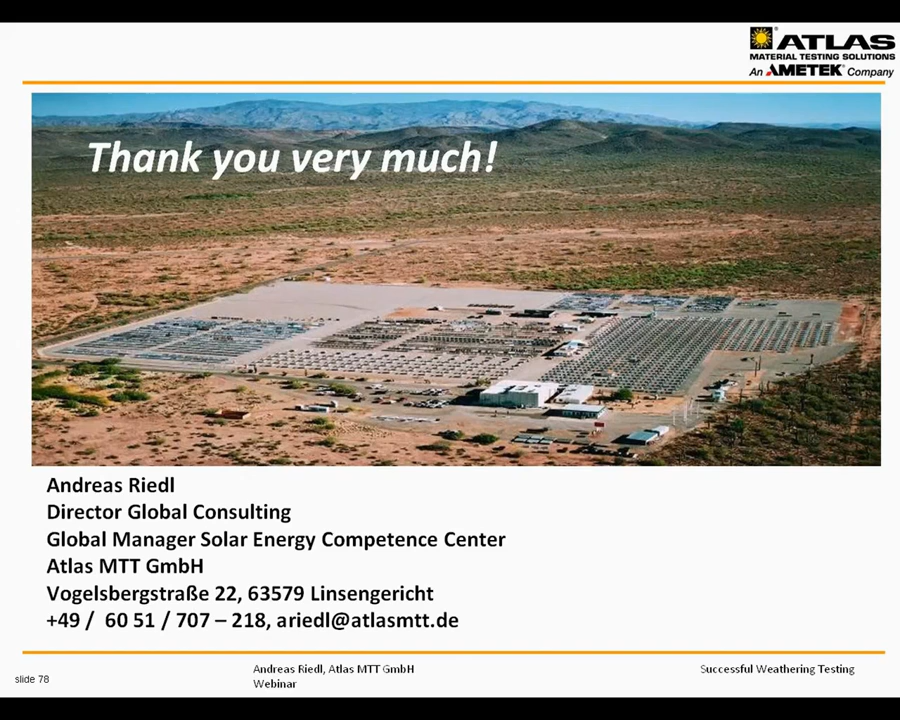 ATLAS
MATERIAL TESTING SOLUTIONS
An AMETEK® Company
Thank you very much!
Andreas Riedl
Director Global Consulting
Global Manager Solar Energy Competence Center
Atlas MTT GmbH
Vogelsbergstraße 22, 63579 Linsengericht
+49 / 60 51 / 707 – 218, ariedl@atlasmtt.de
slide 78
Andreas Riedl, Atlas MTT GmbH
Webinar
Successful Weathering Testing